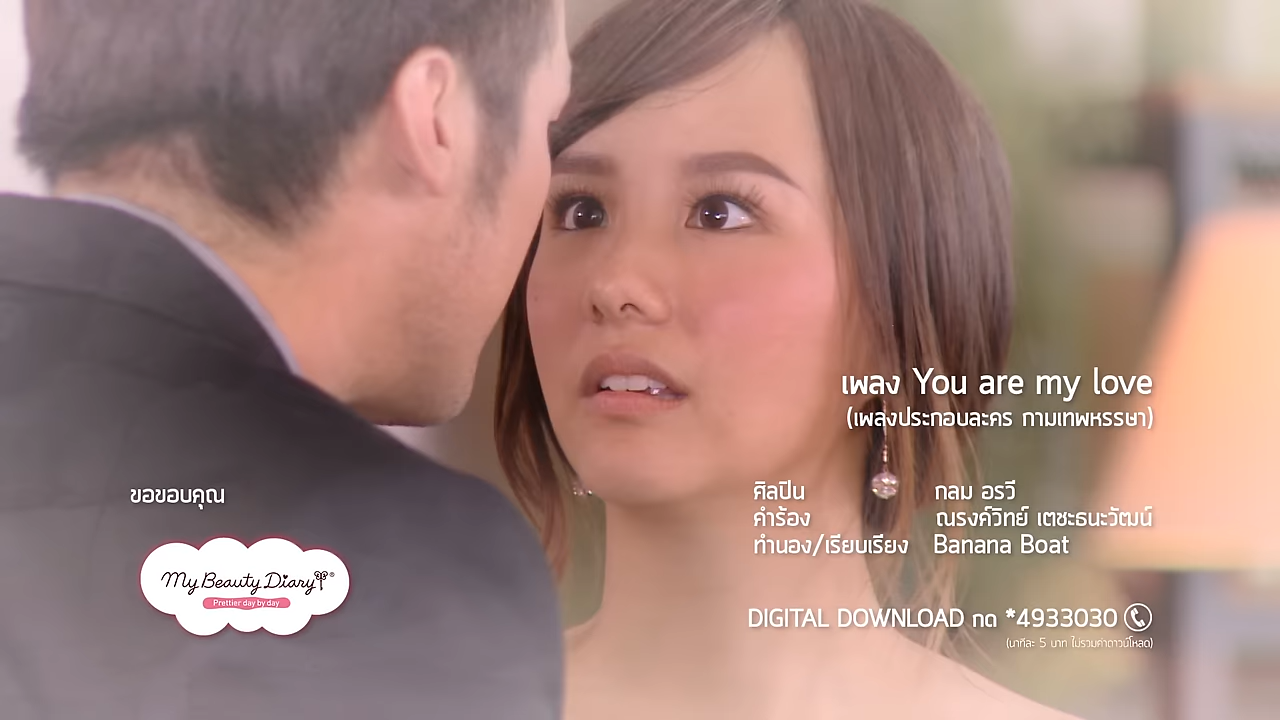 เพลง You are my love
(เพลงประกอบละคร กามเทพหรรษา)
ศิลปิน กลม อรวี
คำร้อง ณรงค์วิทย์ เตชะธนะวัฒน์
ทำนอง/เรียบเรียง Banana Boat
DIGITAL DOWNLOAD กด *4933030
(นาทีละ 5 บาท ไม่รวมค่าดาวน์โหลด)
ขอขอบคุณ
My Beauty Diary®
Prettier day by day